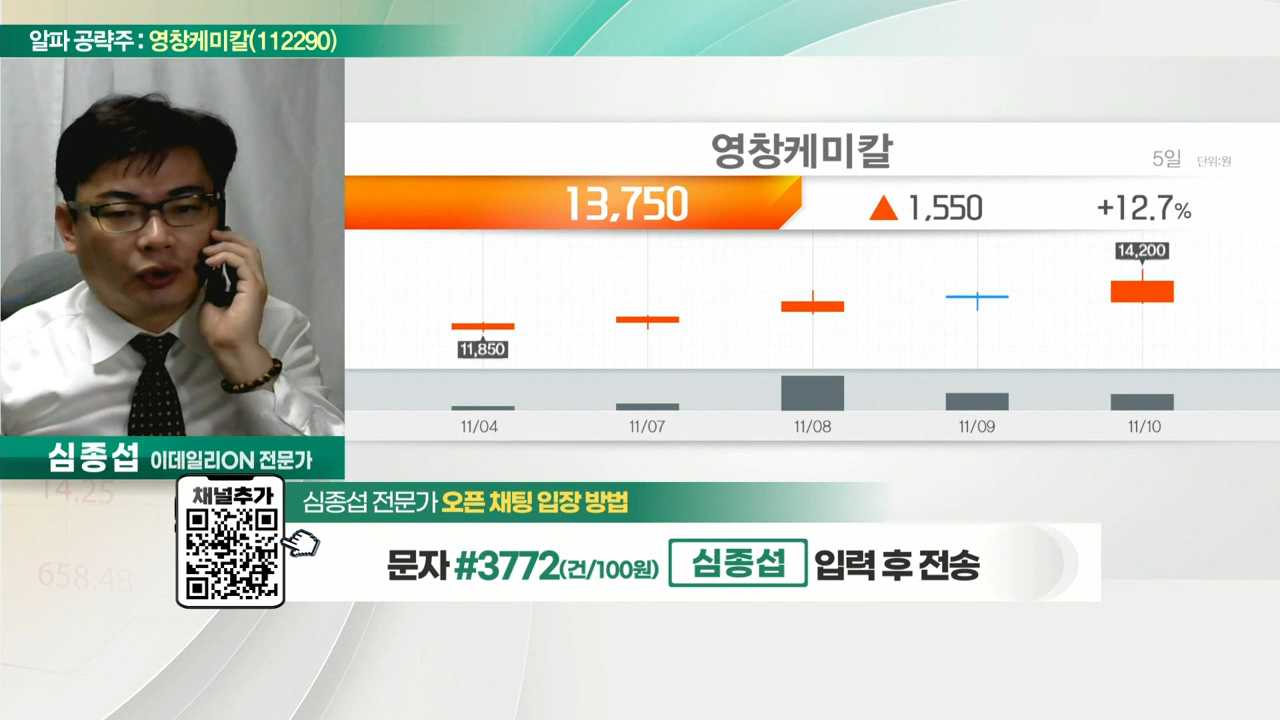 알파 공략주 : 영창케미칼(112290)
영창케미칼
5일 단위:원
13,750 ▲ 1,550 +12.7%
14,200
11,850
11/04 11/07 11/08 11/09 11/10
심종섭 이데일리ON 전문가
14.25
채널추가
심종섭 전문가 오픈 채팅 입장 방법
문자 #3772(건/100원) 심종섭 입력 후 전송
658.48